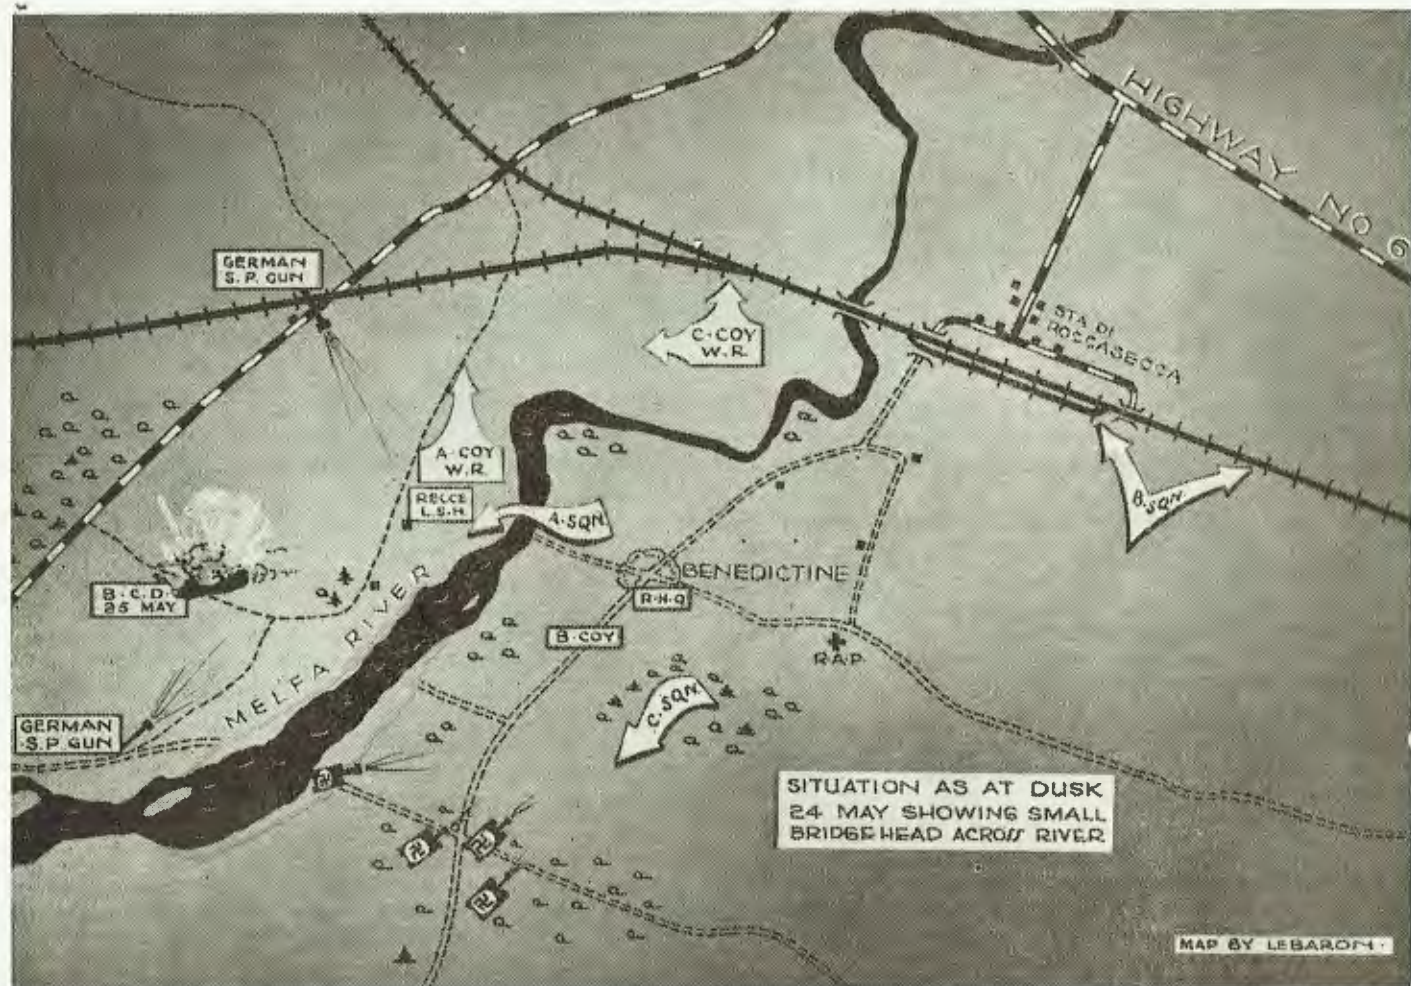 HIGHWAY NO 6
GERMAN
S.P. GUN
STA DI
ROCCASECCA
C-COY
W.R.
A-COY
W.R.
RECCE
L.S.H.
A.SQN.
B.SQN.
B.C.D.
25 MAY
BENEDICTINE
R.H.Q
B.COY
R.A.P.
MELFA RIVER
C.SQN.
GERMAN
S.P. GUN
SITUATION AS AT DUSK
24 MAY SHOWING SMALL
BRIDGEHEAD ACROSS RIVER
MAP BY LEBARON.